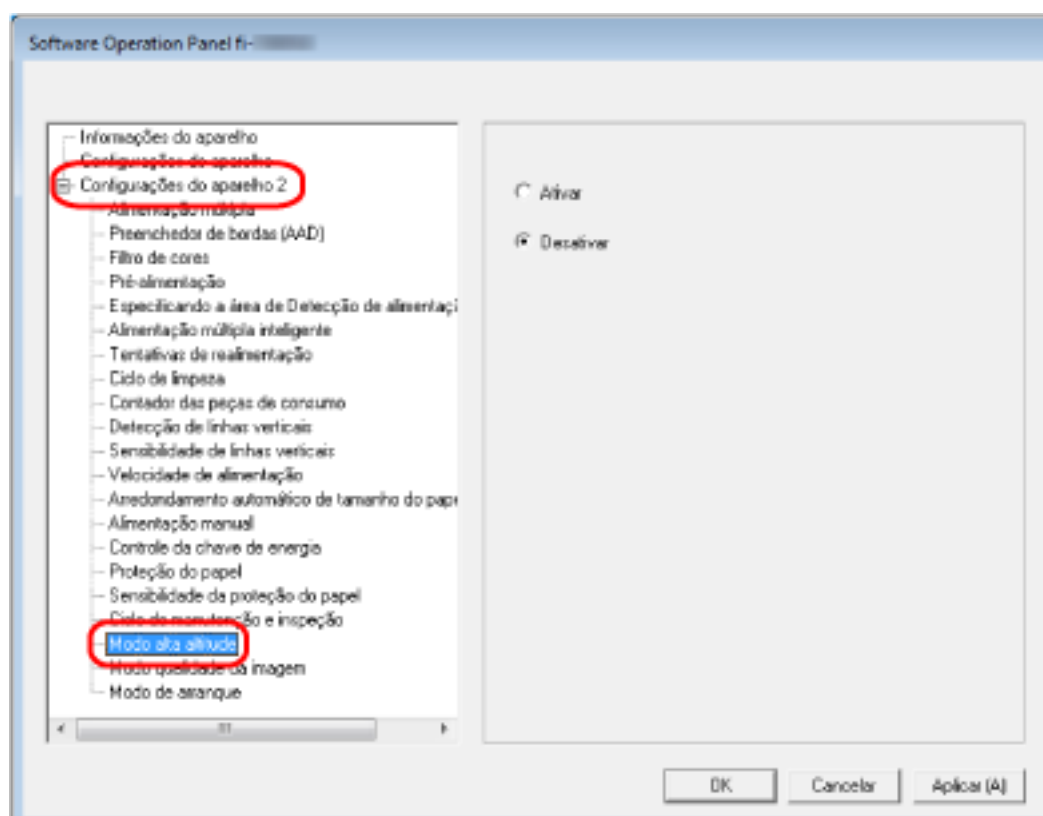 Software Operation Panel fi-
Informações do aparelho
Configurações do aparelho
Configurações do aparelho 2
Alimentação múltipla
Preenchedor de bordas (AAD)
Filtro de cores
Pré-alimentação
Especificando a área de Detecção de alimentaçã
Alimentação múltipla inteligente
Tentativas de realimentação
Ciclo de limpeza
Contador das peças de consumo
Detecção de linhas verticais
Sensibilidade de linhas verticais
Velocidade de alimentação
Arredondamento automático de tamanho do pape
Alimentação manual
Controle da chave de energia
Proteção do papel
Sensibilidade da proteção do papel
Ciclo de manutenção e inspeção
Modo alta altitude
Modo qualidade da imagem
Modo de arranque
Ativar
Desativar
OK
Cancelar
Aplicar (A)